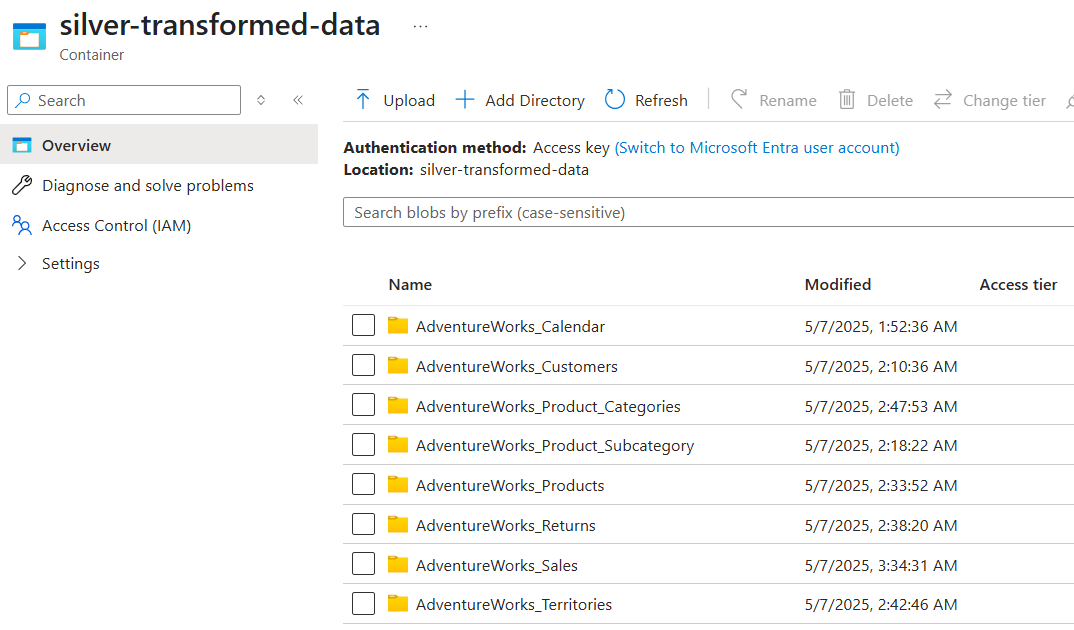 silver-transformed-data ...
Container
Search
Upload Add Directory Refresh Rename Delete Change tier
Overview
Diagnose and solve problems
Access Control (IAM)
Settings
Authentication method: Access key (Switch to Microsoft Entra user account)
Location: silver-transformed-data
Search blobs by prefix (case-sensitive)
Name Modified Access tier
AdventureWorks_Calendar 5/7/2025, 1:52:36 AM
AdventureWorks_Customers 5/7/2025, 2:10:36 AM
AdventureWorks_Product_Categories 5/7/2025, 2:47:53 AM
AdventureWorks_Product_Subcategory 5/7/2025, 2:18:22 AM
AdventureWorks_Products 5/7/2025, 2:33:52 AM
AdventureWorks_Returns 5/7/2025, 2:38:20 AM
AdventureWorks_Sales 5/7/2025, 3:34:31 AM
AdventureWorks_Territories 5/7/2025, 2:42:46 AM